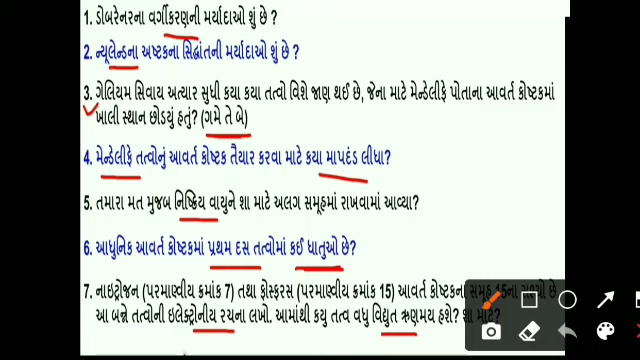 1. ડોબરેનરના વર્ગીકરણની મર્યાદાઓ શું છે ?
2. ન્યૂલેન્ડના અષ્ટકના સિદ્ધાંતની મર્યાદાઓ શું છે ?
3. ગેલિયમ સિવાય અત્યાર સુધી કયા કયા તત્વો વિશે જાણ થઈ છે, જેના માટે મેન્ડેલીફે પોતાના આવર્ત કોષ્ટકમાં
ખાલી સ્થાન છોડયું હતું? (ગમે તે બે)
4. મેન્ડેલીફે તત્વોનું આવર્ત કોષ્ટક તૈયાર કરવા માટે કયા માપદંડ લીધા?
5. તમારા મત મુજબ નિષ્ક્રિય વાયુને શા માટે અલગ સમૂહમાં રાખવામાં આવ્યા?
6. આધુનિક આવર્ત કોષ્ટકમાં પ્રથમ દસ તત્વોમાં કઈ ધાતુઓ છે?
7. નાઇટ્રોજન (પરમાણ્વીય ક્રમાંક 7) તથા ફોસ્ફરસ (પરમાણ્વીય ક્રમાંક 15) આવર્ત કોષ્ટકના સમૂહ 15ના છે
આ બન્ને તત્વોની ઇલેક્ટ્રોનીય રચના લખો. આમાંથી કયુ તત્વ વધુ વિદ્યુત ઋણમય હશે? શા માટે?